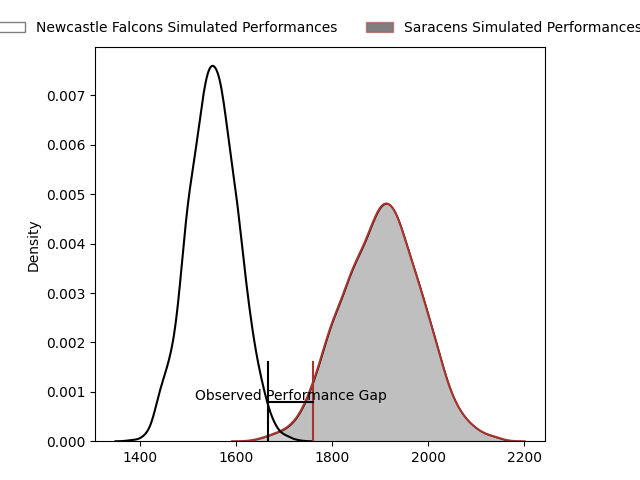 Newcastle Falcons Simulated Performances Saracens Simulated Performances
0.007
0.006
0.005
0.004
0.003
0.002
0.001
0.000
Density
Observed Performance Gap
1400 1600 1800 2000 2200